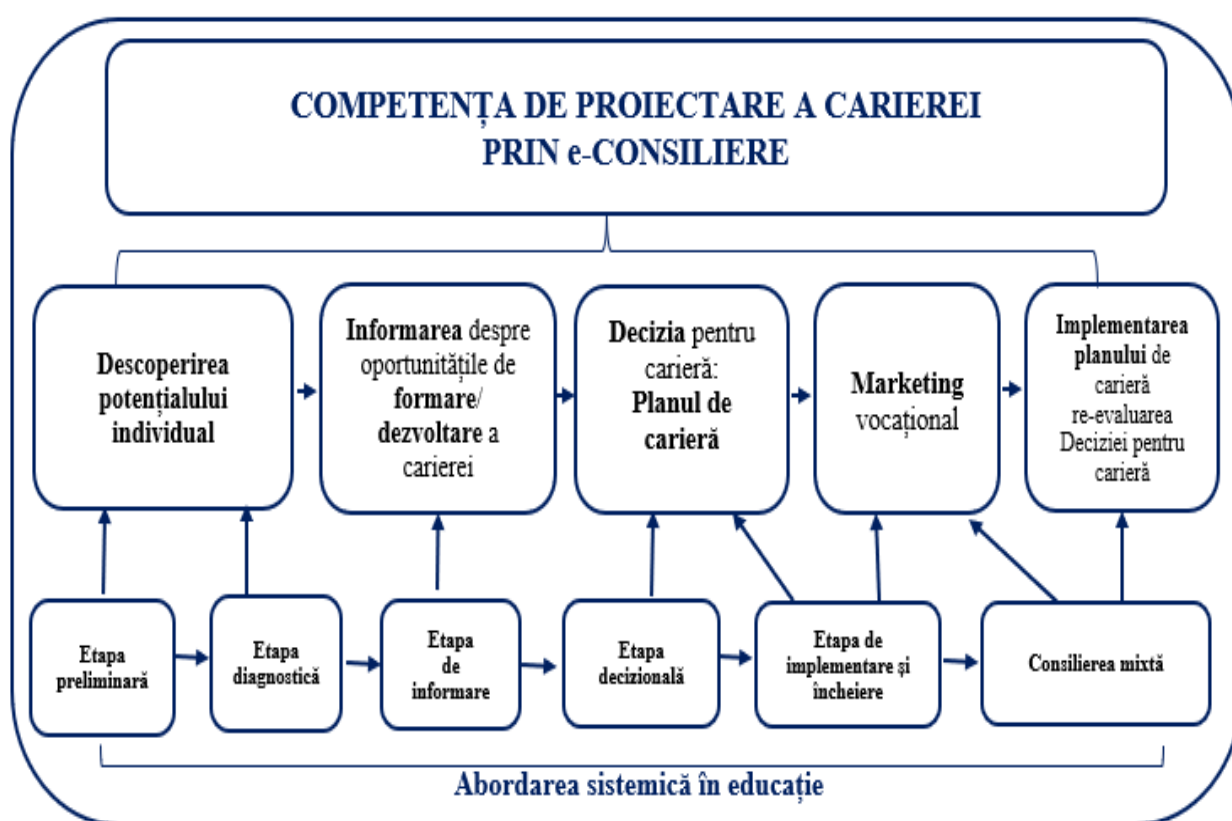 COMPETENȚA DE PROIECTARE A CARIEREI
PRIN e-CONSILIERE
Descoperirea
potențialului
individual
Informarea despre
oportunitățile de
formare/
dezvoltare a
carierei
Decizia pentru
carieră:
Planul de
carieră
Marketing
vocațional
Implementarea
planului de
carieră
re-evaluarea
Deciziei pentru
carieră
Etapa
preliminară
Etapa
diagnostică
Etapa
de
informare
Etapa
decizională
Etapa de
implementare și
încheiere
Consilierea mixtă
Abordarea sistemică în educație